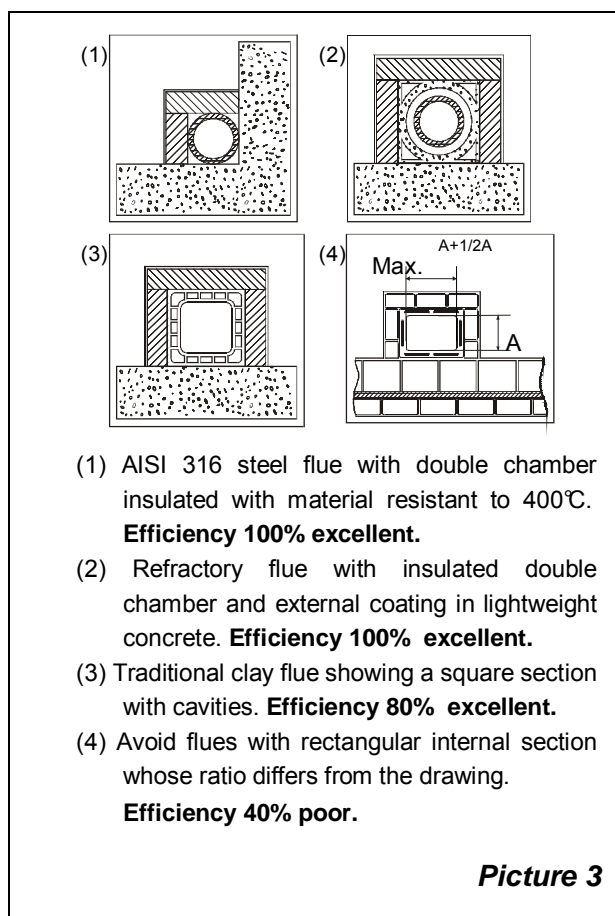 (1)
(2)
(3)
(4)
A+1/2A
Max.
A
(1) AISI 316 steel flue with double chamber
insulated with material resistant to 400℃.
Efficiency 100% excellent.
(2) Refractory flue with insulated double
chamber and external coating in lightweight
concrete. Efficiency 100% excellent.
(3) Traditional clay flue showing a square section
with cavities. Efficiency 80% excellent.
(4) Avoid flues with rectangular internal section
whose ratio differs from the drawing.
Efficiency 40% poor.
Picture 3